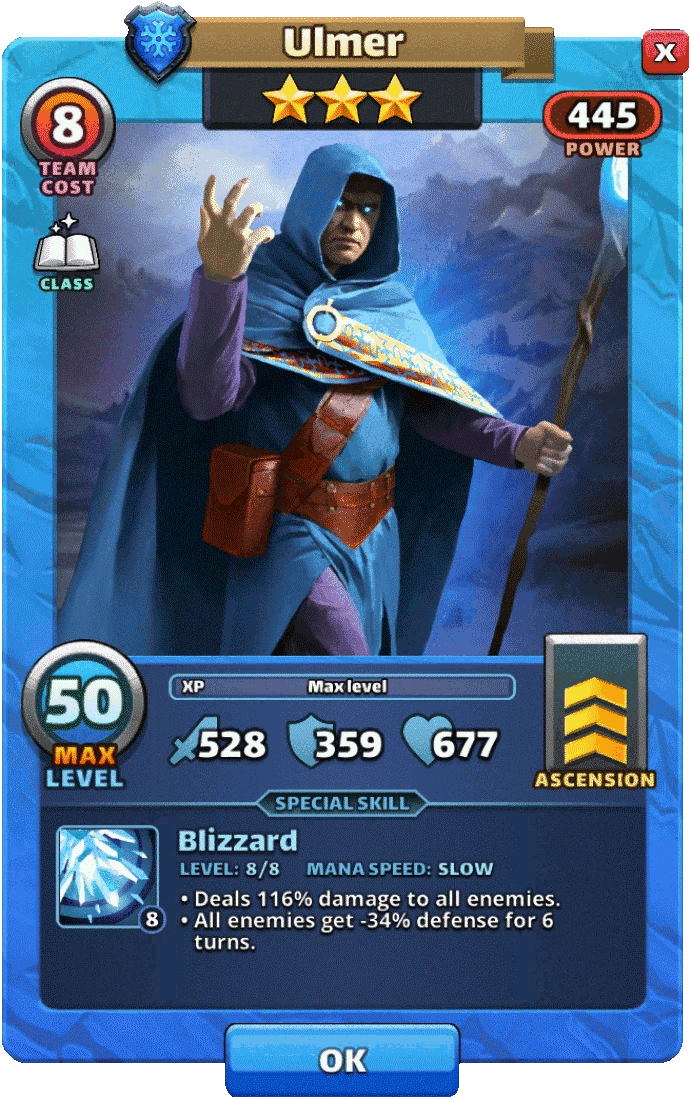 Ulmer
X
8
TEAM
COST
445
POWER
CLASS
50
MAX
LEVEL
XP Max level
528 359 677
ASCENSION
SPECIAL SKILL
Blizzard
LEVEL: 8/8 MANA SPEED: SLOW
8
• Deals 116% damage to all enemies.
• All enemies get -34% defense for 6
turns.
OK